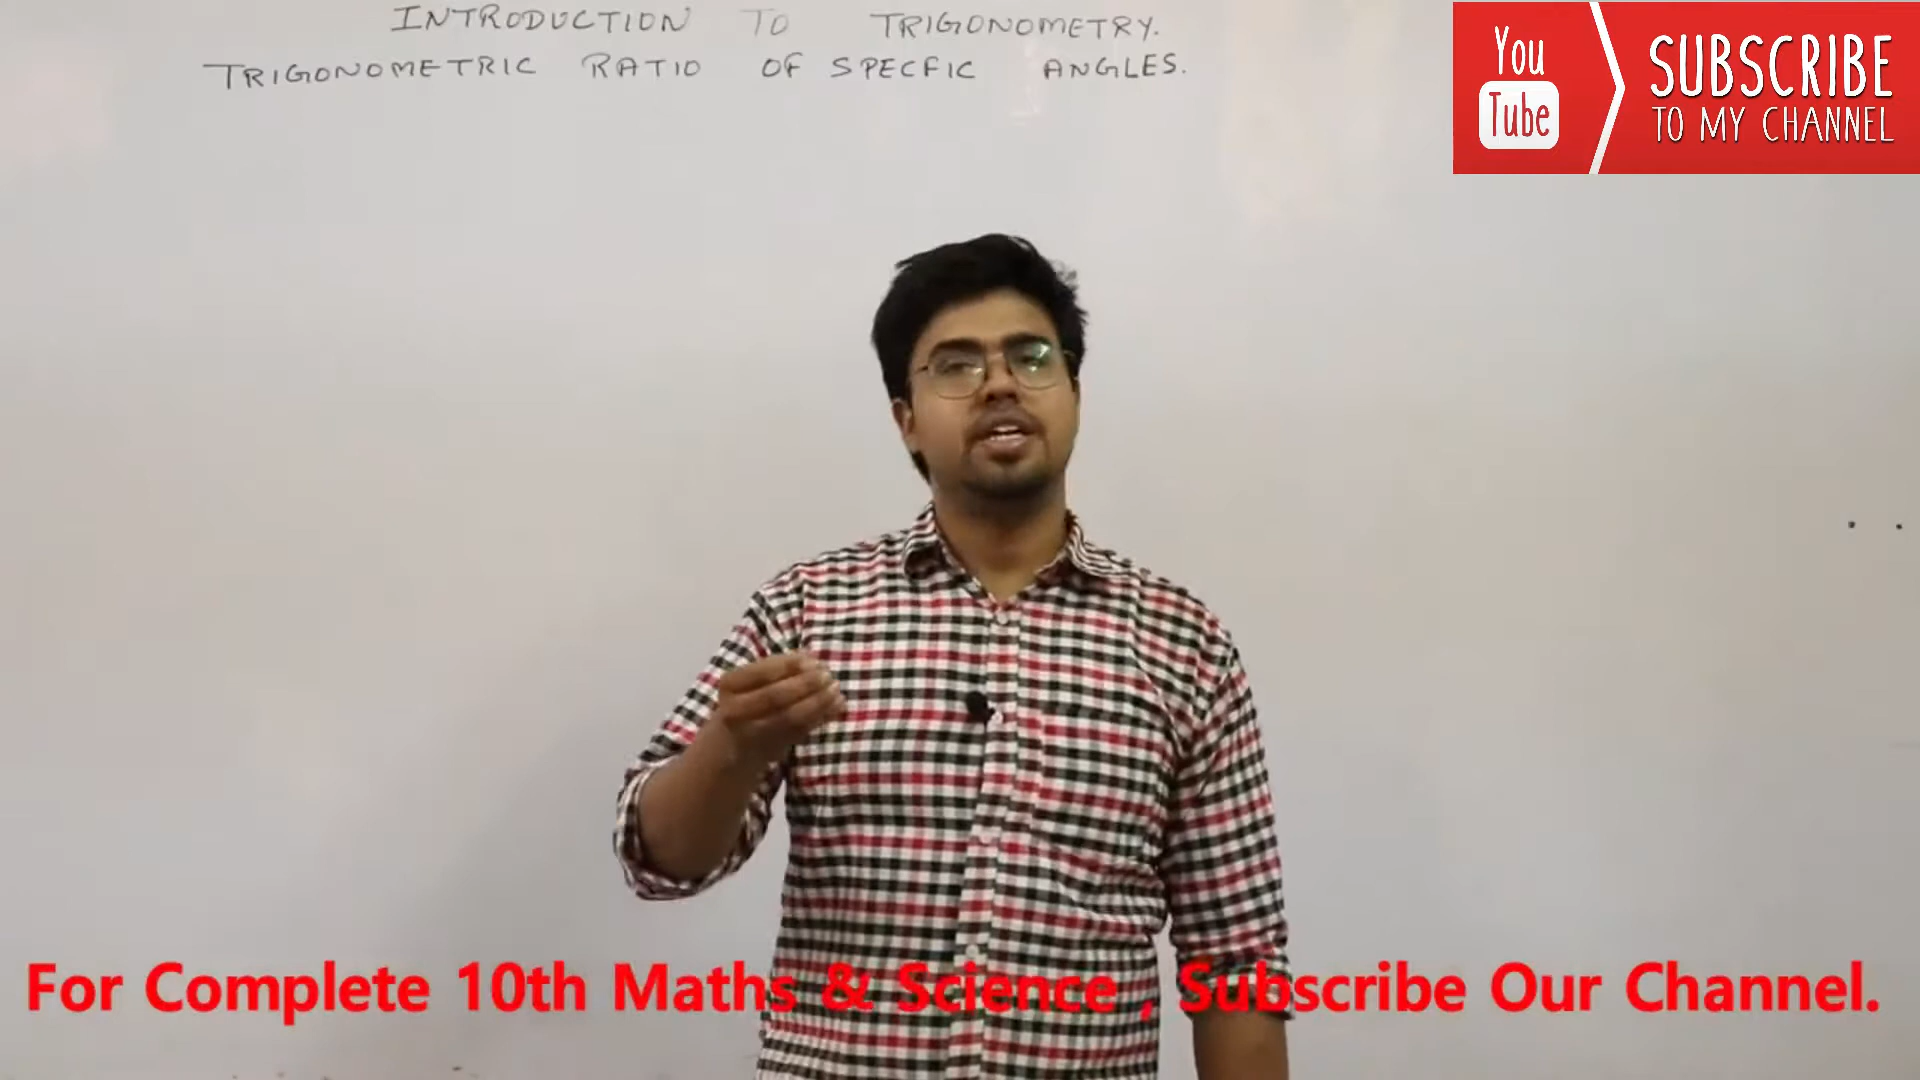 INTRODUCTION TO TRIGONOMETRY.
TRIGONOMETRIC RATIO OF SPECFIC ANGLES.
You
Tube
SUBSCRIBE
TO MY CHANNEL
For Complete 10th Maths & Science , Subscribe Our Channel.